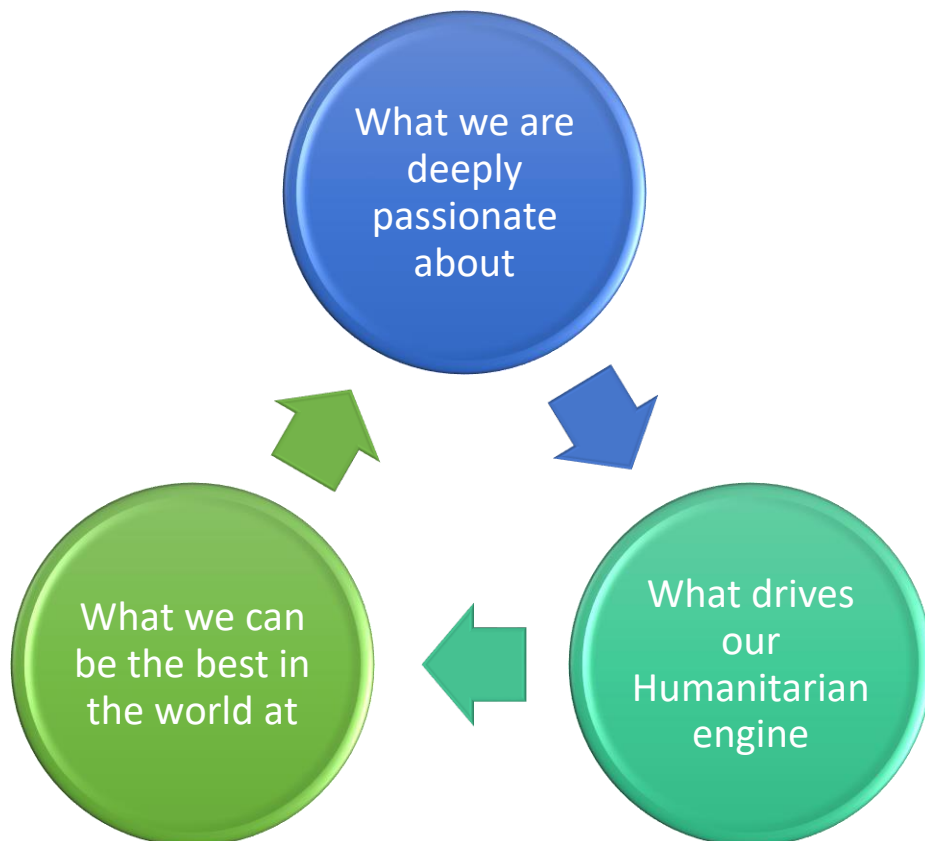 What we are
deeply
passionate
about
What drives
our
Humanitarian
engine
What we can
be the best in
the world at